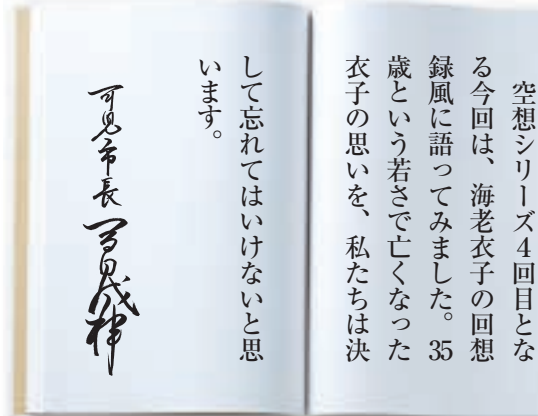 空想シリーズ4回目とな
る今回は、海老衣子の回想
録風に語ってみました。35
歳という若さで亡くなった
衣子の思いを、私たちは決
して忘れてはいけないと思
います。
可児市長